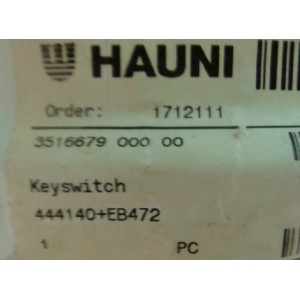 HAUNI
Order: 1712111
3516679 000 00
Keyswitch
444140+EB472
1 PC